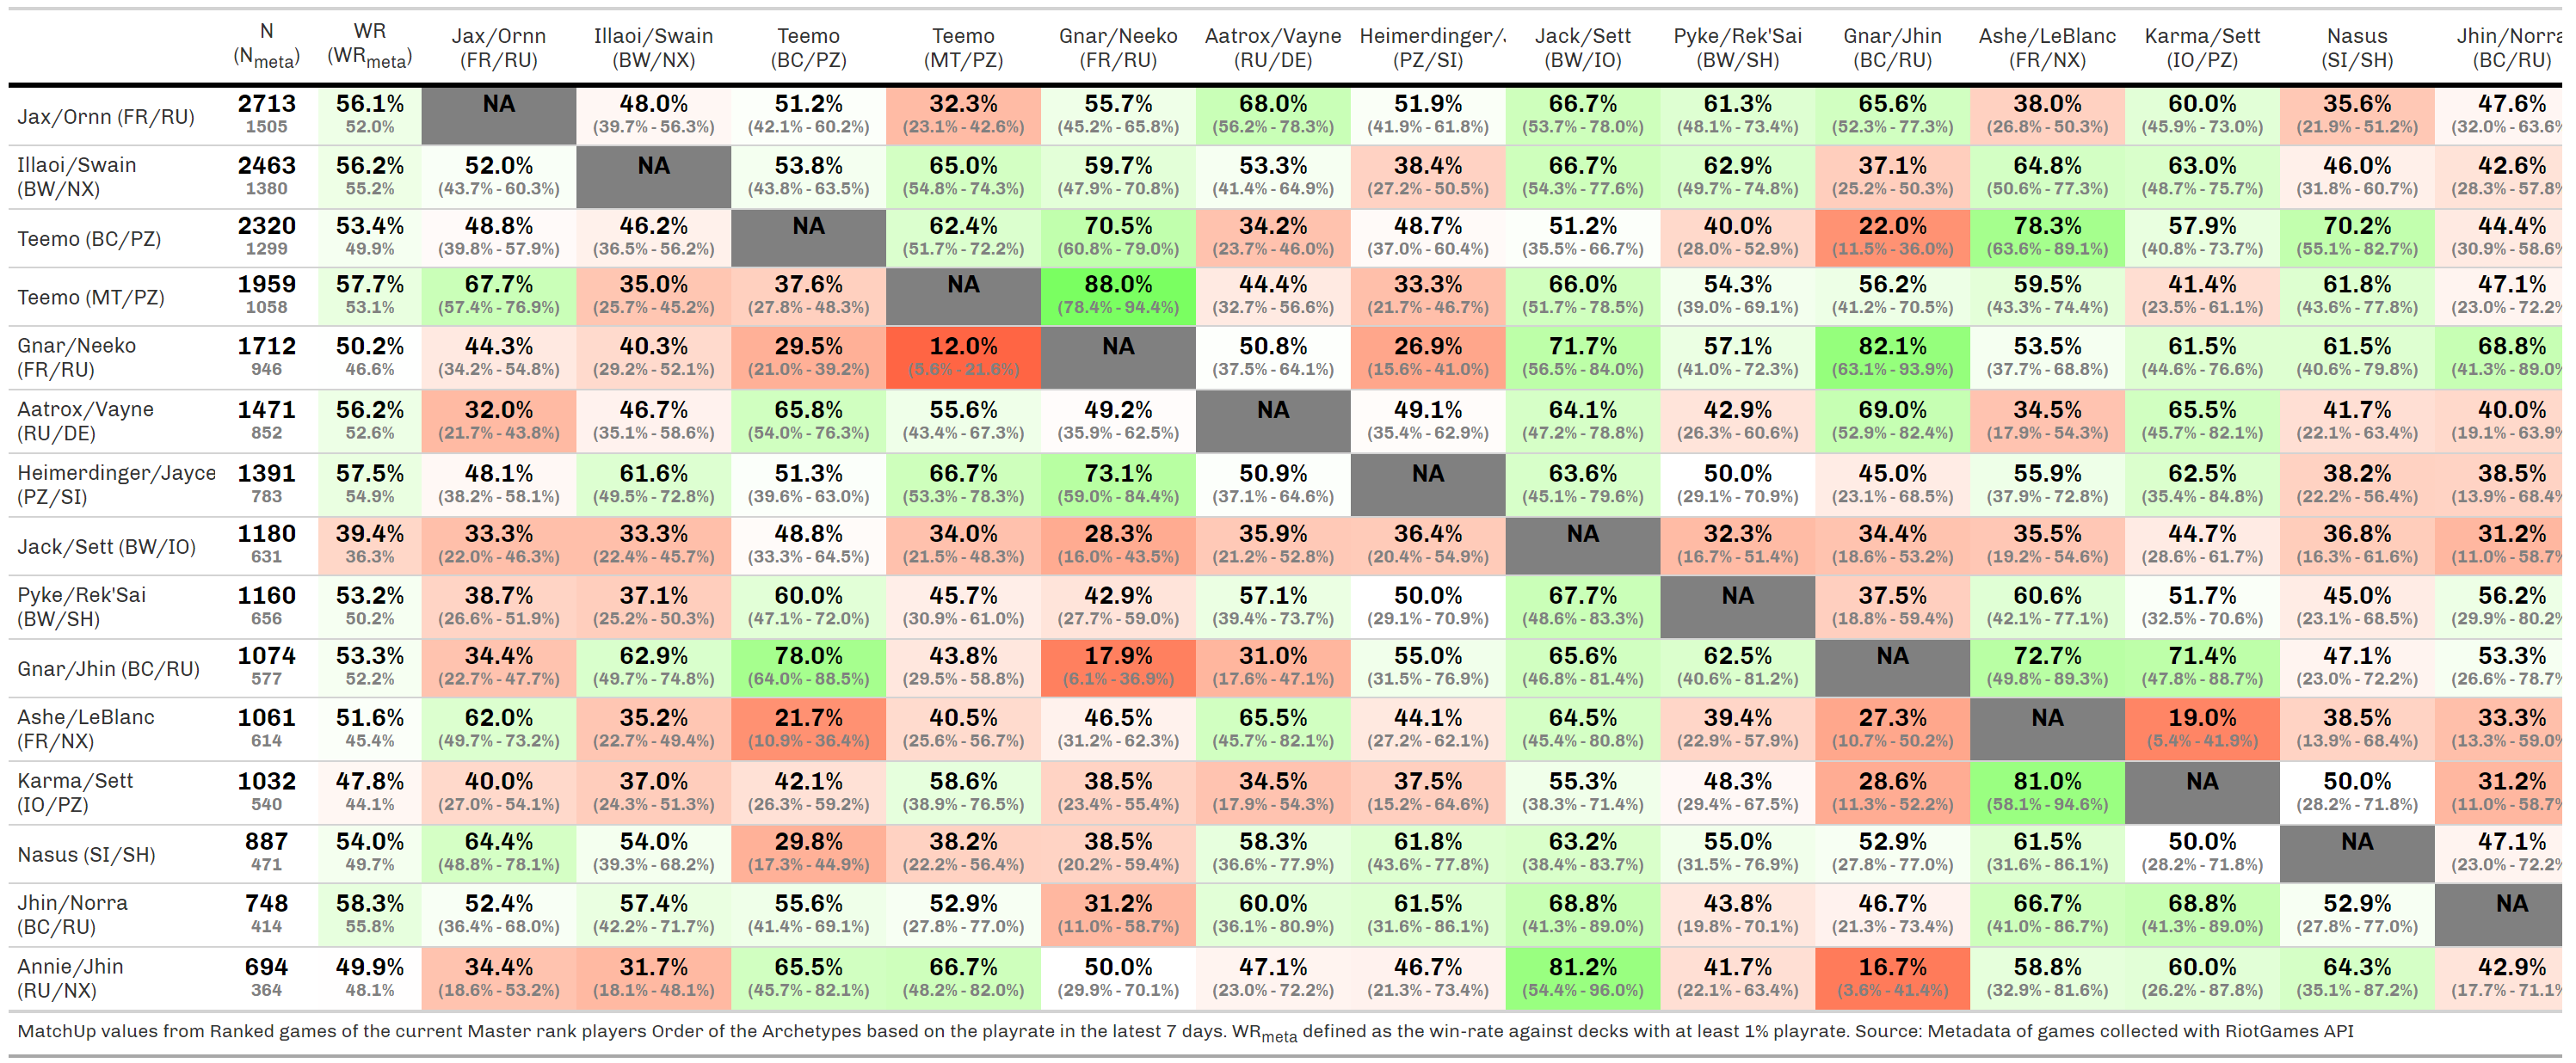 N WR Jax/Ornn Illaoi/Swain Teemo Teemo Gnar/Neeko Aatrox/Vayne Heimerdinger/J Jack/Sett Pyke/Rek'Sai Gnar/Jhin Ashe/LeBlanc Karma/Sett Nasus Jhin/Norra
(Nmeta) (WRmeta) (FR/RU) (BW/NX) (BC/PZ) (MT/PZ) (FR/RU) (RU/DE) (PZ/SI) (BW/IO) (BW/SH) (BC/RU) (FR/NX) (IO/PZ) (SI/SH) (BC/RU)
Jax/Ornn (FR/RU) 2713 56.1% NA 48.0% 51.2% 32.3% 55.7% 68.0% 51.9% 66.7% 61.3% 65.6% 38.0% 60.0% 35.6% 47.6%
1505 52.0% (39.7% - 56.3%) (42.1% - 60.2%) (23.1% - 42.6%) (45.2% - 65.8%) (56.2% - 78.3%) (41.9% - 61.8%) (53.7% - 78.0%) (48.1% - 73.4%) (52.3% - 77.3%) (26.8% - 50.3%) (45.9% - 73.0%) (21.9% - 51.2%) (32.0% - 63.6%
Illaoi/Swain 2463 56.2% 52.0% NA 53.8% 65.0% 59.7% 53.3% 38.4% 66.7% 62.9% 37.1% 64.8% 63.0% 46.0% 42.6%
(BW/NX) 1380 55.2% (43.7% - 60.3%) (43.8% - 63.5%) (54.8% - 74.3%) (47.9% - 70.8%) (41.4% - 64.9%) (27.2% - 50.5%) (54.3% - 77.6%) (49.7% - 74.8%) (25.2% - 50.3%) (50.6% - 77.3%) (48.7% - 75.7%) (31.8% - 60.7%) (28.3% - 57.8%
Teemo (BC/PZ) 2320 53.4% 48.8% 46.2% NA 62.4% 70.5% 34.2% 48.7% 51.2% 40.0% 22.0% 78.3% 57.9% 70.2% 44.4%
1299 49.9% (39.8% - 57.9%) (36.5% - 56.2%) (51.7% - 72.2%) (60.8% - 79.0%) (23.7% - 46.0%) (37.0% - 60.4%) (35.5% - 66.7%) (28.0% - 52.9%) (11.5% - 36.0%) (63.6% - 89.1%) (40.8% - 73.7%) (55.1% - 82.7%) (30.9% - 58.6%
Teemo (MT/PZ) 1959 57.7% 67.7% 35.0% 37.6% NA 88.0% 44.4% 33.3% 66.0% 54.3% 56.2% 59.5% 41.4% 61.8% 47.1%
1058 53.1% (57.4% - 76.9%) (25.7% - 45.2%) (27.8% - 48.3%) (78.4% - 94.4%) (32.7% - 56.6%) (21.7% - 46.7%) (51.7% - 78.5%) (39.0% - 69.1%) (41.2% - 70.5%) (43.3% - 74.4%) (23.5% - 61.1%) (43.6% - 77.8%) (23.0% - 72.2%
Gnar/Neeko 1712 50.2% 44.3% 40.3% 29.5% 12.0% NA 50.8% 26.9% 71.7% 57.1% 82.1% 53.5% 61.5% 61.5% 68.8%
(FR/RU) 946 46.6% (34.2% - 54.8%) (29.2% - 52.1%) (21.0% - 39.2%) (5.6% - 21.6%) (37.5% - 64.1%) (15.6% - 41.0%) (56.5% - 84.0%) (41.0% - 72.3%) (63.1% - 93.9%) (37.7% - 68.8%) (44.6% - 76.6%) (40.6% - 79.8%) (41.3% - 89.0%
Aatrox/Vayne 1471 56.2% 32.0% 46.7% 65.8% 55.6% 49.2% NA 49.1% 64.1% 42.9% 69.0% 34.5% 65.5% 41.7% 40.0%
(RU/DE) 852 52.6% (21.7% - 43.8%) (35.1% - 58.6%) (54.0% - 76.3%) (43.4% - 67.3%) (35.9% - 62.5%) (35.4% - 62.9%) (47.2% - 78.8%) (26.3% - 60.6%) (52.9% - 82.4%) (17.9% - 54.3%) (45.7% - 82.1%) (22.1% - 63.4%) (19.1% - 63.9%
Heimerdinger/Jayce 1391 57.5% 48.1% 61.6% 51.3% 66.7% 73.1% 50.9% NA 63.6% 50.0% 45.0% 55.9% 62.5% 38.2% 38.5%
(PZ/SI) 783 54.9% (38.2% - 58.1%) (49.5% - 72.8%) (39.6% - 63.0%) (53.3% - 78.3%) (59.0% - 84.4%) (37.1% - 64.6%) (45.1% - 79.6%) (29.1% - 70.9%) (23.1% - 68.5%) (37.9% - 72.8%) (35.4% - 84.8%) (22.2% - 56.4%) (13.9% - 68.4%
Jack/Sett (BW/IO) 1180 39.4% 33.3% 33.3% 48.8% 34.0% 28.3% 35.9% 36.4% NA 32.3% 34.4% 35.5% 44.7% 36.8% 31.2%
631 36.3% (22.0% - 46.3%) (22.4% - 45.7%) (33.3% - 64.5%) (21.5% - 48.3%) (16.0% - 43.5%) (21.2% - 52.8%) (20.4% - 54.9%) (16.7% - 51.4%) (18.6% - 53.2%) (19.2% - 54.6%) (28.6% - 61.7%) (16.3% - 61.6%) (11.0% - 58.7%
Pyke/Rek'Sai 1160 53.2% 38.7% 37.1% 60.0% 45.7% 42.9% 57.1% 50.0% 67.7% NA 37.5% 60.6% 51.7% 45.0% 56.2%
(BW/SH) 656 50.2% (26.6% - 51.9%) (25.2% - 50.3%) (47.1% - 72.0%) (30.9% - 61.0%) (27.7% - 59.0%) (39.4% - 73.7%) (29.1% - 70.9%) (48.6% - 83.3%) (18.8% - 59.4%) (42.1% - 77.1%) (32.5% - 70.6%) (23.1% - 68.5%) (29.9% - 80.2%
Gnar/Jhin (BC/RU) 1074 53.3% 34.4% 62.9% 78.0% 43.8% 17.9% 31.0% 55.0% 65.6% 62.5% NA 72.7% 71.4% 47.1% 53.3%
577 52.2% (22.7% - 47.7%) (49.7% - 74.8%) (64.0% - 88.5%) (29.5% - 58.8%) (6.1% - 36.9%) (17.6% - 47.1%) (31.5% - 76.9%) (46.8% - 81.4%) (40.6% - 81.2%) (49.8% - 89.3%) (47.8% - 88.7%) (23.0% - 72.2%) (26.6% - 78.7%
Ashe/LeBlanc 1061 51.6% 62.0% 35.2% 21.7% 40.5% 46.5% 65.5% 44.1% 64.5% 39.4% 27.3% NA 19.0% 38.5% 33.3%
(FR/NX) 614 45.4% (49.7% - 73.2%) (22.7% - 49.4%) (10.9% - 36.4%) (25.6% - 56.7%) (31.2% - 62.3%) (45.7% - 82.1%) (27.2% - 62.1%) (45.4% - 80.8%) (22.9% - 57.9%) (10.7% - 50.2%) (5.4% - 41.9%) (13.9% - 68.4%) (13.3% - 59.0%
Karma/Sett 1032 47.8% 40.0% 37.0% 42.1% 58.6% 38.5% 34.5% 37.5% 55.3% 48.3% 28.6% 81.0% NA 50.0% 31.2%
(IO/PZ) 540 44.1% (27.0% - 54.1%) (24.3% - 51.3%) (26.3% - 59.2%) (38.9% - 76.5%) (23.4% - 55.4%) (17.9% - 54.3%) (15.2% - 64.6%) (38.3% - 71.4%) (29.4% - 67.5%) (11.3% - 52.2%) (58.1% - 94.6%) (28.2% - 71.8%) (11.0% - 58.7%
Nasus (SI/SH) 887 54.0% 64.4% 54.0% 29.8% 38.2% 38.5% 58.3% 61.8% 63.2% 55.0% 52.9% 61.5% 50.0% NA 47.1%
471 49.7% (48.8% - 78.1%) (39.3% - 68.2%) (17.3% - 44.9%) (22.2% - 56.4%) (20.2% - 59.4%) (36.6% - 77.9%) (43.6% - 77.8%) (38.4% - 83.7%) (31.5% - 76.9%) (27.8% - 77.0%) (31.6% - 86.1%) (28.2% - 71.8%) (23.0% - 72.2%
Jhin/Norra 748 58.3% 52.4% 57.4% 55.6% 52.9% 31.2% 60.0% 61.5% 68.8% 43.8% 46.7% 66.7% 68.8% 52.9% NA
(BC/RU) 414 55.8% (36.4% - 68.0%) (42.2% - 71.7%) (41.4% - 69.1%) (27.8% - 77.0%) (11.0% - 58.7%) (36.1% - 80.9%) (31.6% - 86.1%) (41.3% - 89.0%) (19.8% - 70.1%) (21.3% - 73.4%) (41.0% - 86.7%) (41.3% - 89.0%) (27.8% - 77.0%)
Annie/Jhin 694 49.9% 34.4% 31.7% 65.5% 66.7% 50.0% 47.1% 46.7% 81.2% 41.7% 16.7% 58.8% 60.0% 64.3% 42.9%
(RU/NX) 364 48.1% (18.6% - 53.2%) (18.1% - 48.1%) (45.7% - 82.1%) (48.2% - 82.0%) (29.9% - 70.1%) (23.0% - 72.2%) (21.3% - 73.4%) (54.4% - 96.0%) (22.1% - 63.4%) (3.6% - 41.4%) (32.9% - 81.6%) (26.2% - 87.8%) (35.1% - 87.2%) (17.7% - 71.1%
MatchUp values from Ranked games of the current Master rank players Order of the Archetypes based on the playrate in the latest 7 days. WRmeta defined as the win-rate against decks with at least 1% playrate. Source: Metadata of games collected with RiotGames API